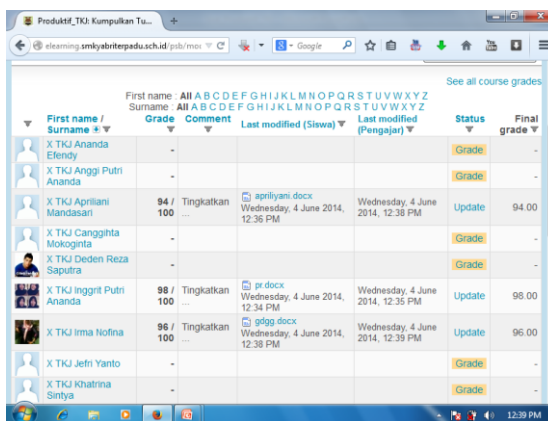 Produktif_TKJ: Kumpulkan Tu...
elearning.smkyabriterpadu.sch.id/psb/moc
Google
See all course grades
First name : All A B C D E F G H I J K L M N O P Q R S T U V W X Y Z
Surname : All A B C D E F G H I J K L M N O P Q R S T U V W X Y Z
First name / Surname Grade Comment Last modified (Siswa) Last modified (Pengajar) Status Final grade
X TKJ Ananda Efendy - Grade -
X TKJ Anggi Putri Ananda - Grade -
X TKJ Apriliani Mandasari 94 / 100 Tingkatkan ... apriliyani.docx Wednesday, 4 June 2014, 12:36 PM Wednesday, 4 June 2014, 12:38 PM Update 94.00
X TKJ Canggihta Mokoginta - Grade -
X TKJ Deden Reza Saputra - Grade -
X TKJ Inggrit Putri Ananda 98 / 100 Tingkatkan ... pr.docx Wednesday, 4 June 2014, 12:34 PM Wednesday, 4 June 2014, 12:35 PM Update 98.00
X TKJ Irma Nofina 96 / 100 Tingkatkan ... gdgg.docx Wednesday, 4 June 2014, 12:38 PM Wednesday, 4 June 2014, 12:39 PM Update 96.00
X TKJ Jefri Yanto - Grade -
X TKJ Khatrina Sintya - Grade -
12:39 PM